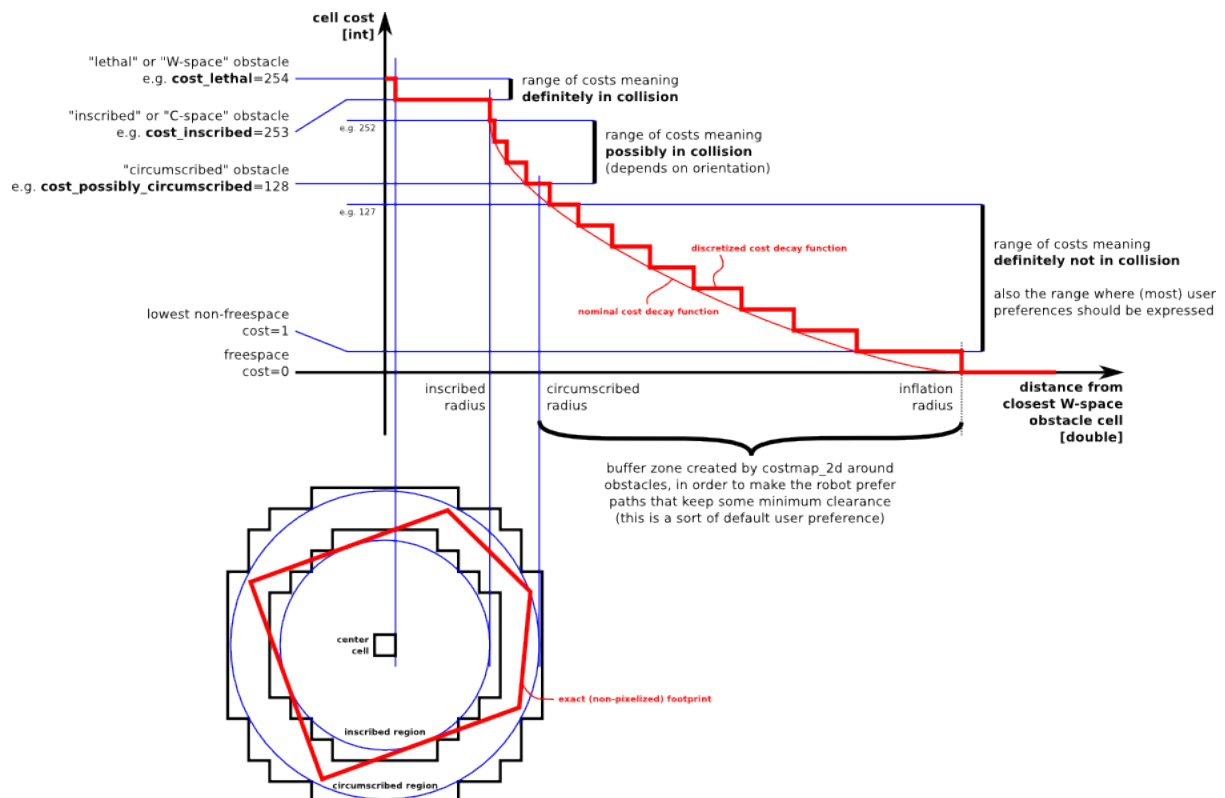 cell cost
[int]
"lethal" or "W-space" obstacle
e.g. cost_lethal=254
range of costs meaning
definitely in collision
"inscribed" or "C-space" obstacle
e.g. cost_inscribed=253
e.g. 252
range of costs meaning
possibly in collision
(depends on orientation)
"circumscribed" obstacle
e.g. cost_possibly_circumscribed=128
e.g. 127
discretized cost decay function
nominal cost decay function
range of costs meaning
definitely not in collision
also the range where (most) user
preferences should be expressed
lowest non-freespace
cost=1
freespace
cost=0
inscribed
radius
circumscribed
radius
inflation
radius
distance from
closest W-space
obstacle cell
[double]
buffer zone created by costmap_2d around
obstacles, in order to make the robot prefer
paths that keep some minimum clearance
(this is a sort of default user preference)
center
cell
exact (non-pixelized) footprint
inscribed region
circumscribed region